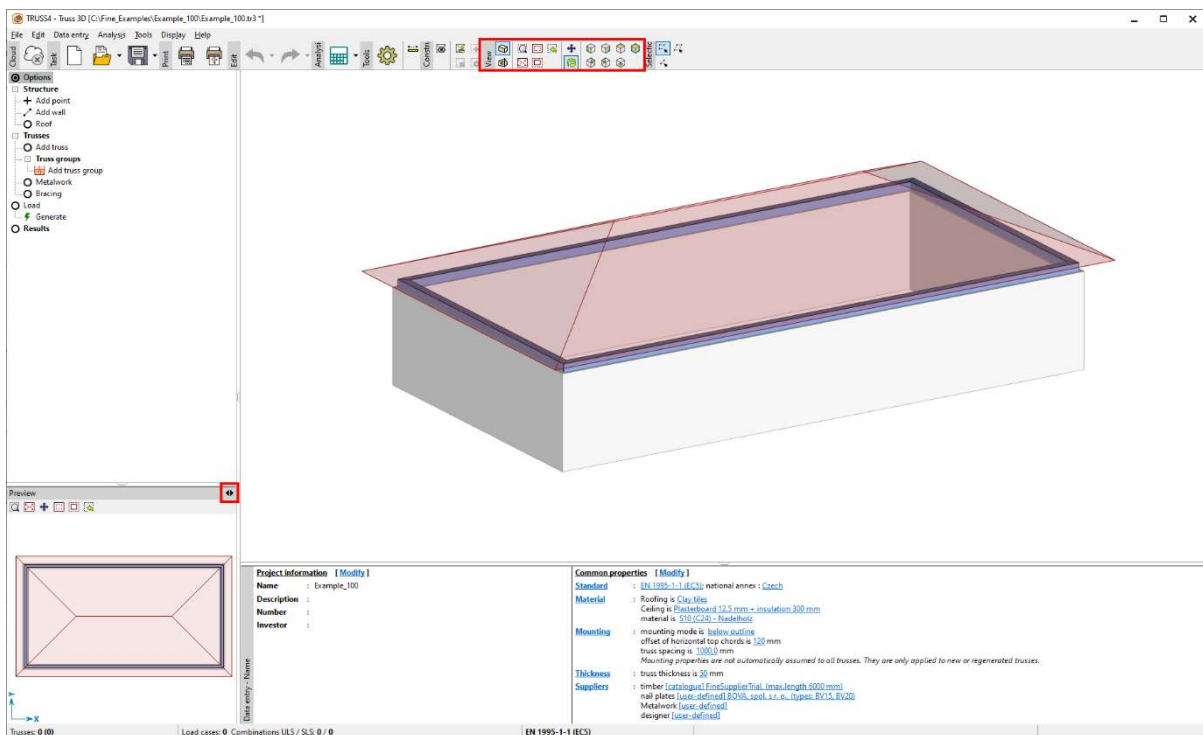 TRUSS4 - Truss 3D [C:\Fine_Examples\Example_100\Example_100.tr3 *]
File Edit Data entry Analysis Tools Display Help
Cloud
Task
Print
Edit
Analysi
Tools
Constn
View
Selectic
Options
Structure
Add point
Add wall
Roof
Trusses
Add truss
Truss groups
Add truss group
Metalwork
Bracing
Load
Generate
Results
Preview
Y
X
Data entry - Name
Project information [Modify]
Name : Example_100
Description :
Number :
Investor :
Common properties [Modify]
Standard : EN 1995-1-1 (EC5); national annex : Czech
Material : Roofing is Clay tiles
Ceiling is Plasterboard 12.5 mm + insulation 300 mm
material is S10 (C24) - Nadelholz
Mounting : mounting mode is below outline
offset of horizontal top chords is 120 mm
truss spacing is 1000.0 mm
Mounting properties are not automatically assumed to all trusses. They are only applied to new or regenerated trusses.
Thickness : truss thickness is 50 mm
Suppliers : timber [catalogue] FineSupplierTrial, (max.length 6000 mm)
nail plates [user-defined] BOVA, spol. s r. o., (types: BV15, BV20)
Metalwork [user-defined]
designer [user-defined]
Trusses: 0 (0) Load cases: 0 Combinations ULS / SLS: 0 / 0 EN 1995-1-1 (EC5)